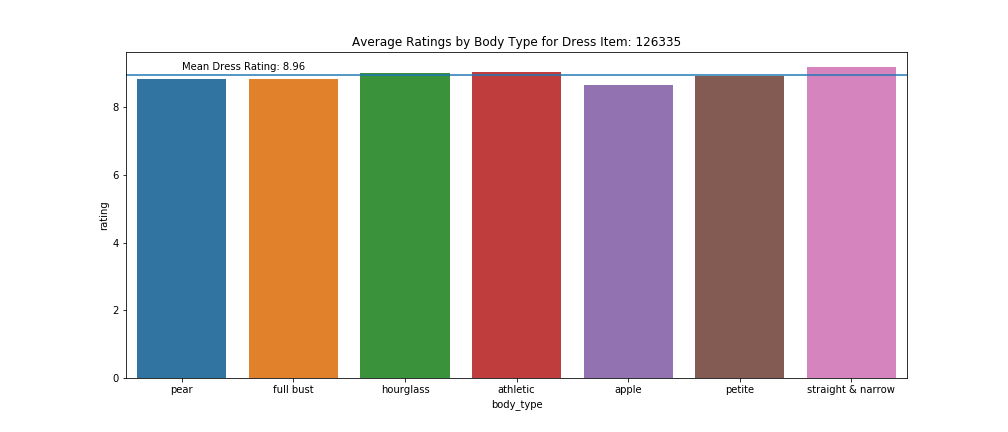 Average Ratings by Body Type for Dress Item: 126335
Mean Dress Rating: 8.96
8
6
4
2
0
rating
pear full bust hourglass athletic apple petite straight & narrow
body_type